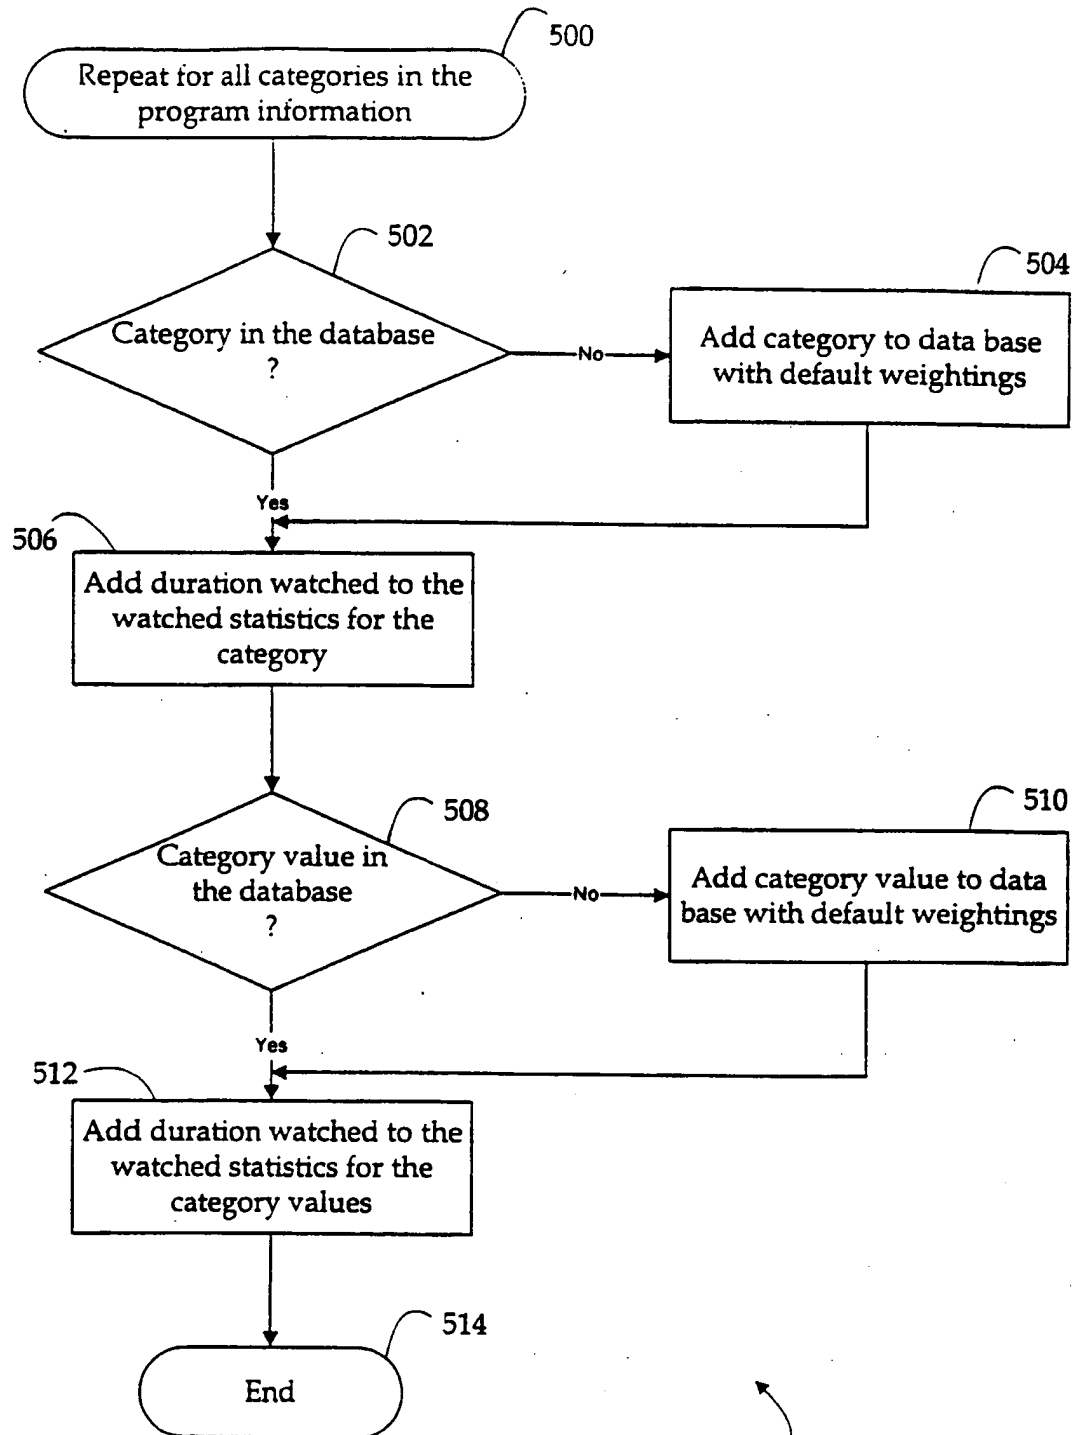 500
Repeat for all categories in the
program information
502
Category in the database
?
No
504
Add category to data base
with default weightings
Yes
506
Add duration watched to the
watched statistics for the
category
508
Category value in
the database
?
No
510
Add category value to data
base with default weightings
Yes
512
Add duration watched to the
watched statistics for the
category values
514
End